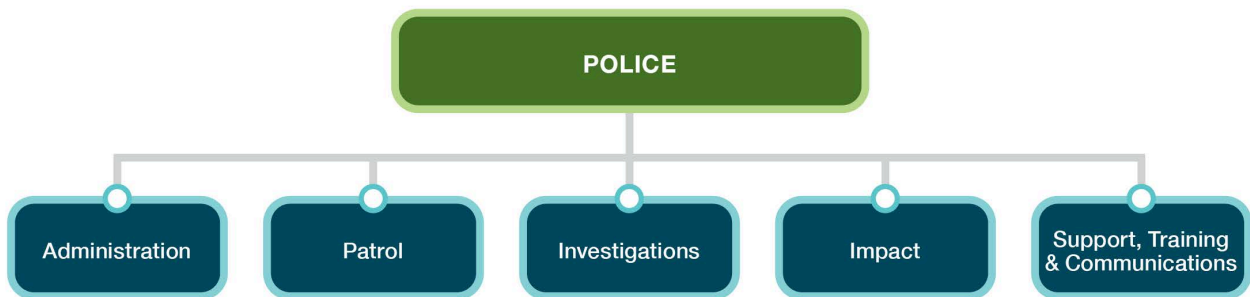 POLICE
Administration
Patrol
Investigations
Impact
Support, Training
& Communications